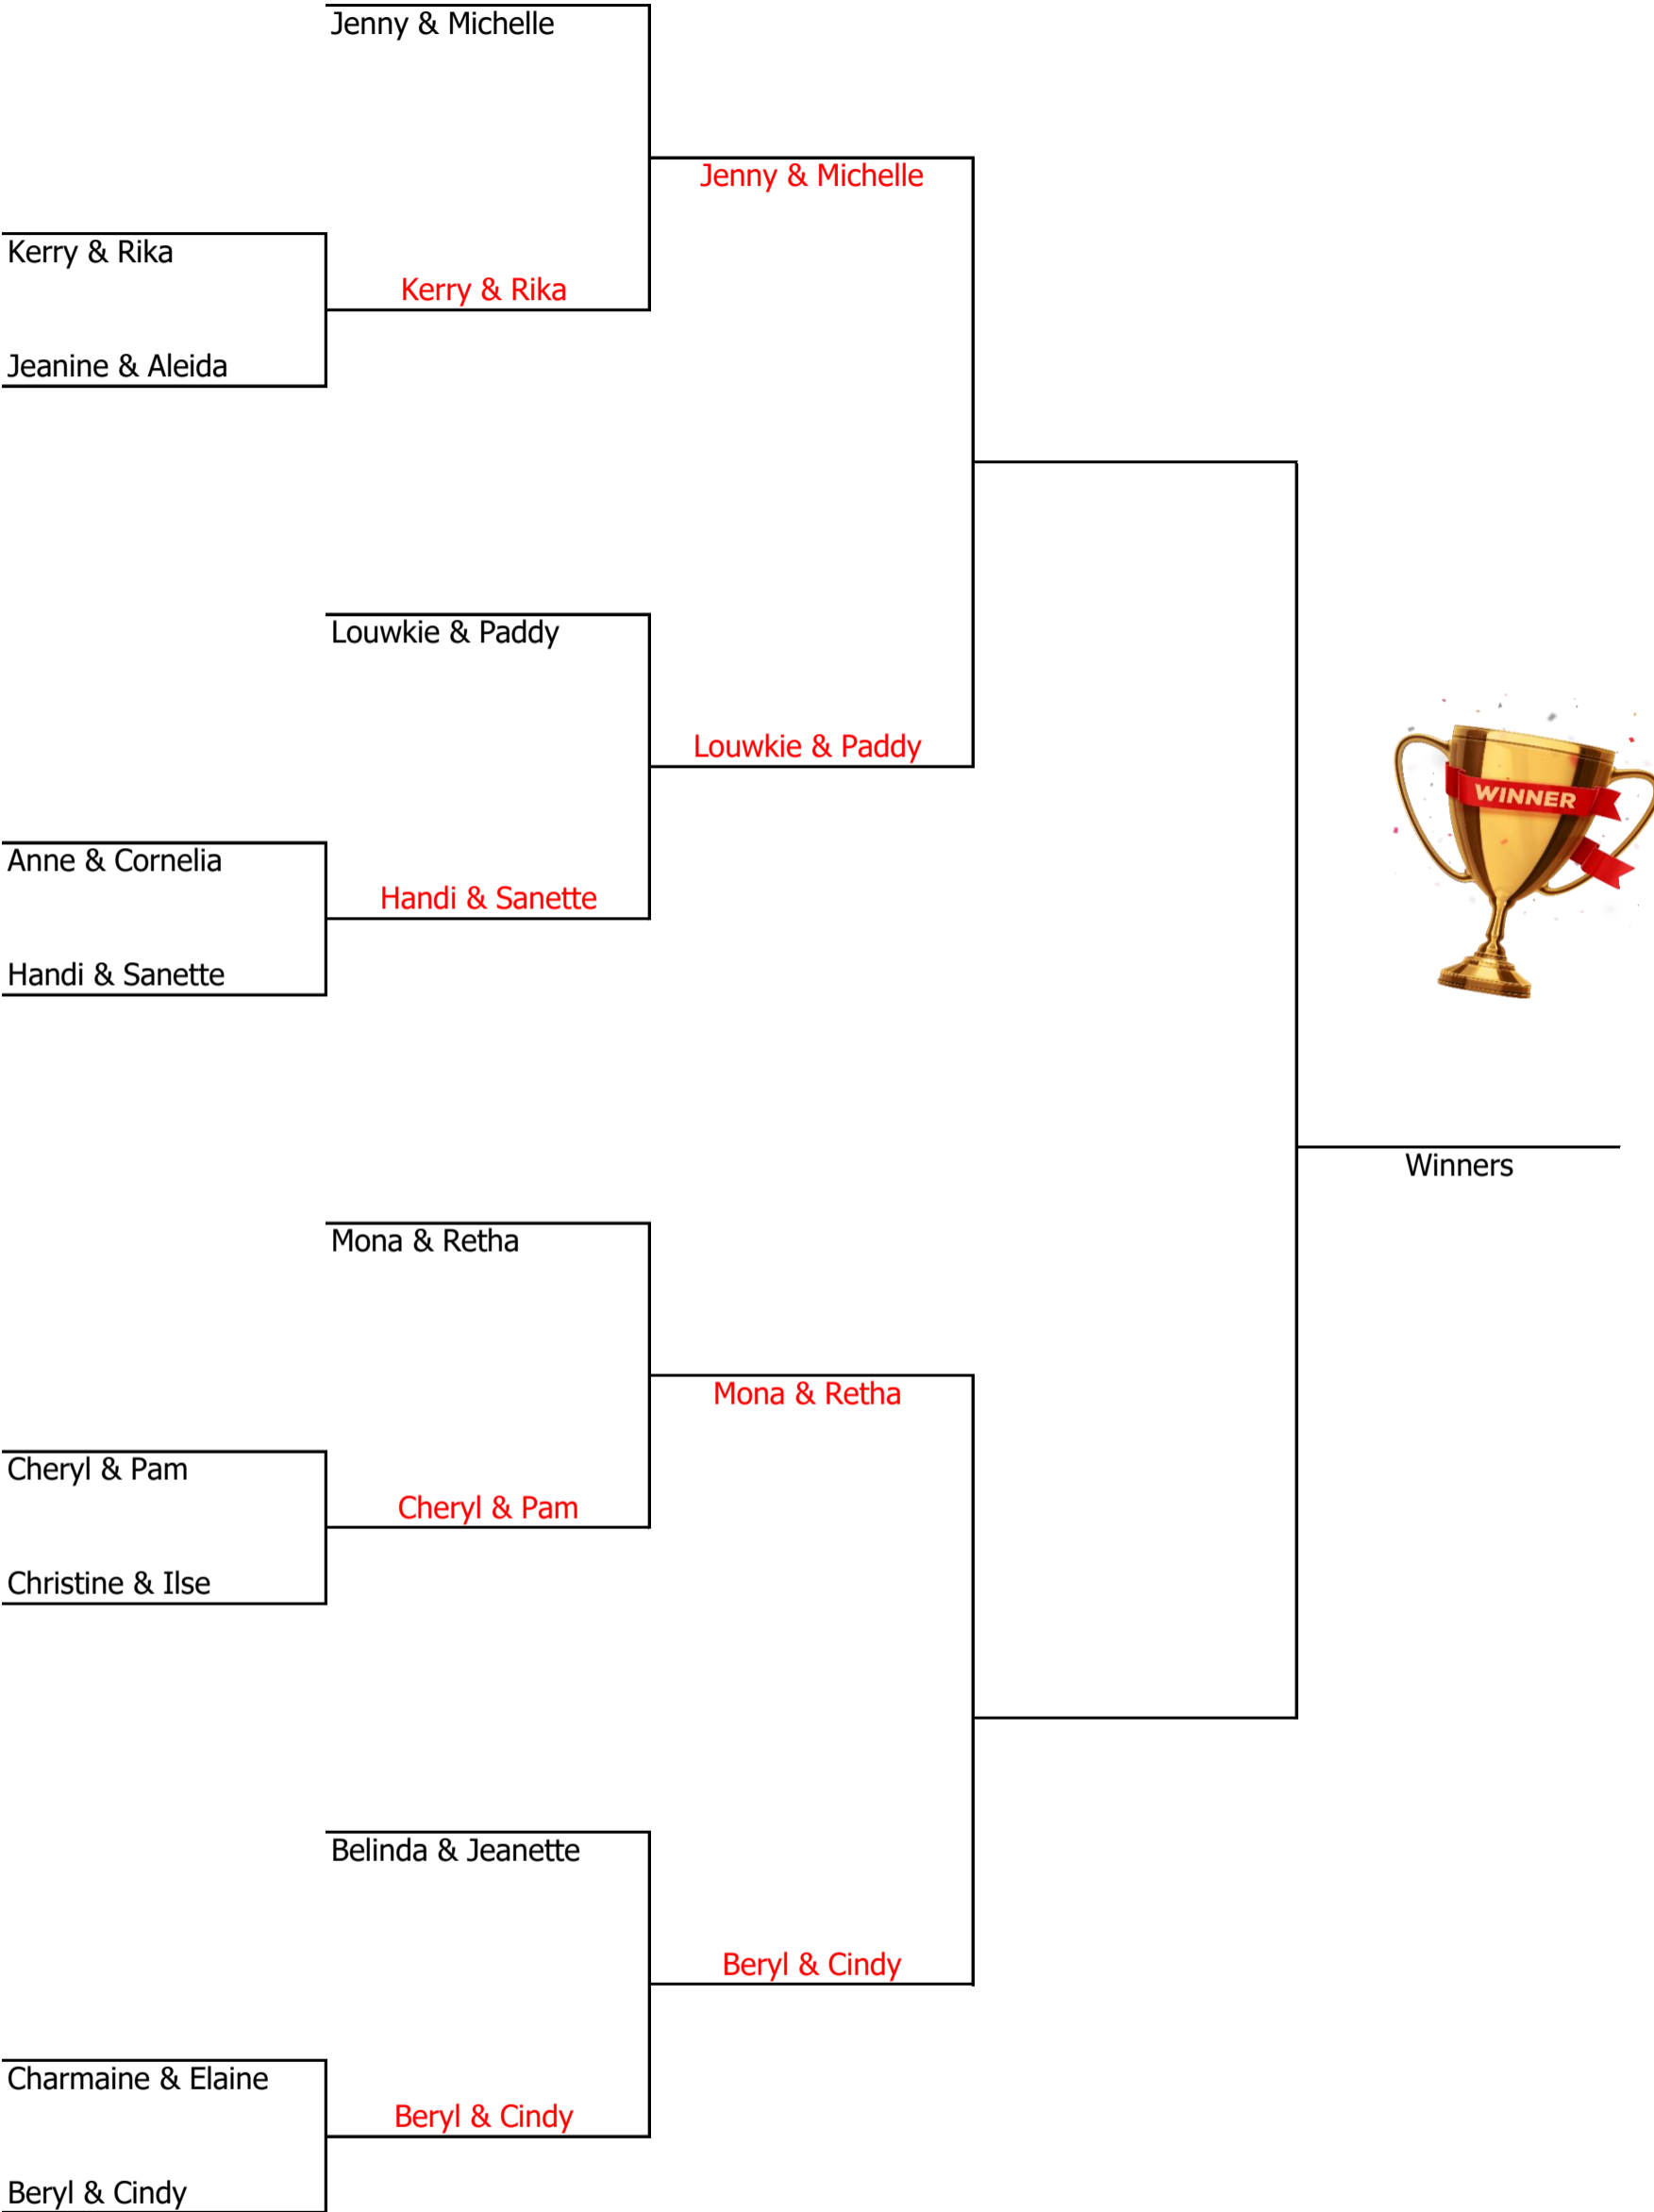 Jenny & Michelle
Jenny & Michelle
Kerry & Rika
Kerry & Rika
Jeanine & Aleida
Louwkie & Paddy
Louwkie & Paddy
WINNER
Anne & Cornelia
Handi & Sanette
Handi & Sanette
Winners
Mona & Retha
Mona & Retha
Cheryl & Pam
Cheryl & Pam
Christine & Ilse
Belinda & Jeanette
Beryl & Cindy
Charmaine & Elaine
Beryl & Cindy
Beryl & Cindy